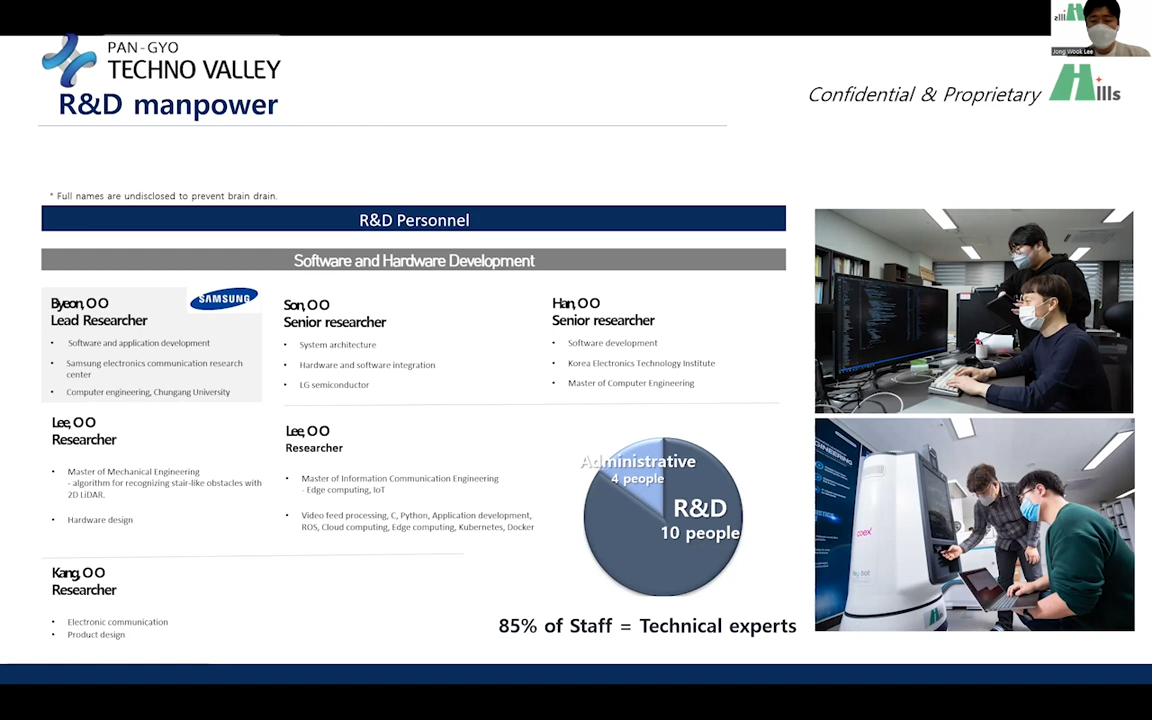 PAN-GYO
TECHNO VALLEY
R&D manpower
Confidential & Proprietary
Hills
Jong Wook Lee
* Full names are undisclosed to prevent brain drain.
R&D Personnel
Software and Hardware Development
Byeon, O O
Lead Researcher
SAMSUNG
• Software and application development
• Samsung electronics communication research
center
• Computer engineering, Chungang University
Son, O O
Senior researcher
• System architecture
• Hardware and software integration
• LG semiconductor
Han, O O
Senior researcher
• Software development
• Korea Electronics Technology Institute
• Master of Computer Engineering
Lee, O O
Researcher
• Master of Mechanical Engineering
- algorithm for recognizing stair-like obstacles with
2D LiDAR.
• Hardware design
Lee, O O
Researcher
• Master of Information Communication Engineering
- Edge computing, IoT
• Video feed processing, C, Python, Application development,
ROS, Cloud computing, Edge computing, Kubernetes, Docker
Kang, O O
Researcher
• Electronic communication
• Product design
Administrative
4 people
R&D
10 people
85% of Staff = Technical experts
coex